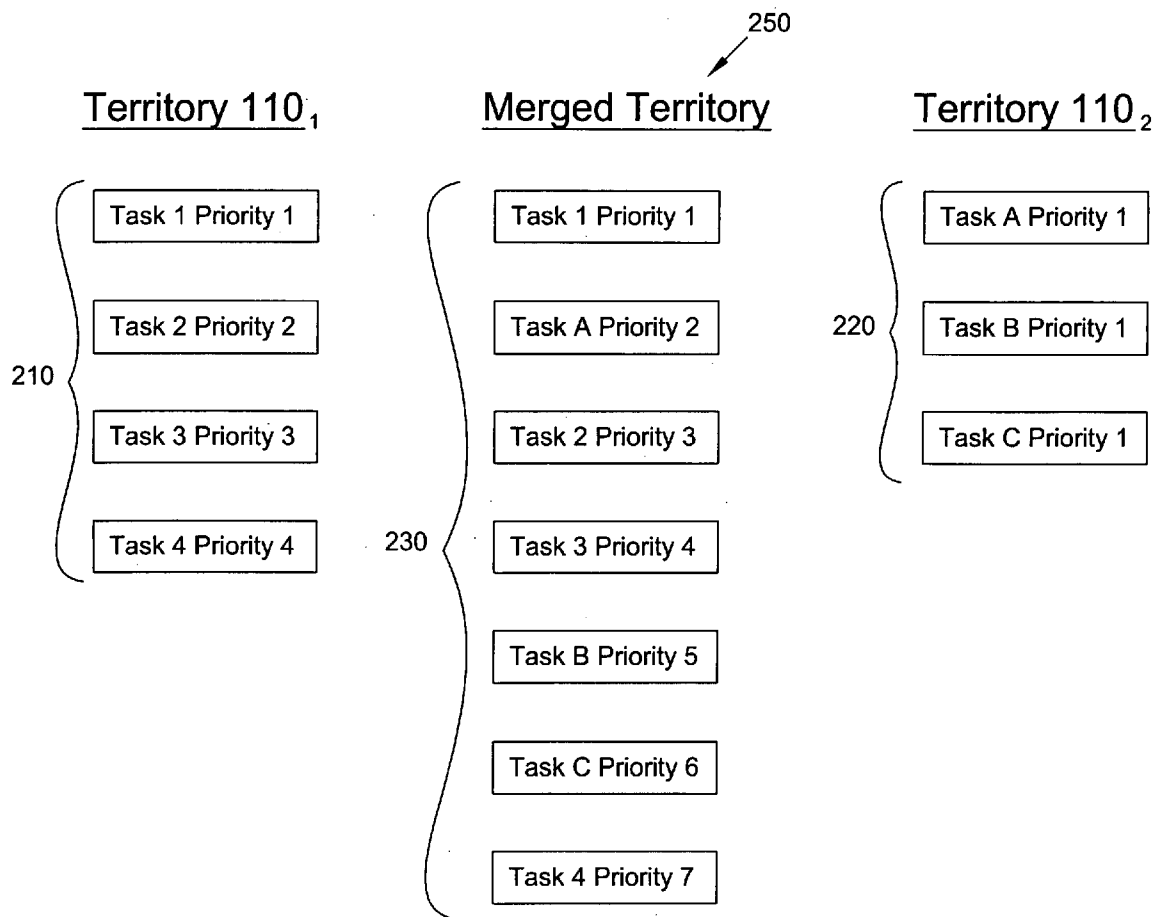 250
Territory 110₁
210
Task 1 Priority 1
Task 2 Priority 2
Task 3 Priority 3
Task 4 Priority 4
Merged Territory
230
Task 1 Priority 1
Task A Priority 2
Task 2 Priority 3
Task 3 Priority 4
Task B Priority 5
Task C Priority 6
Task 4 Priority 7
Territory 110₂
220
Task A Priority 1
Task B Priority 1
Task C Priority 1